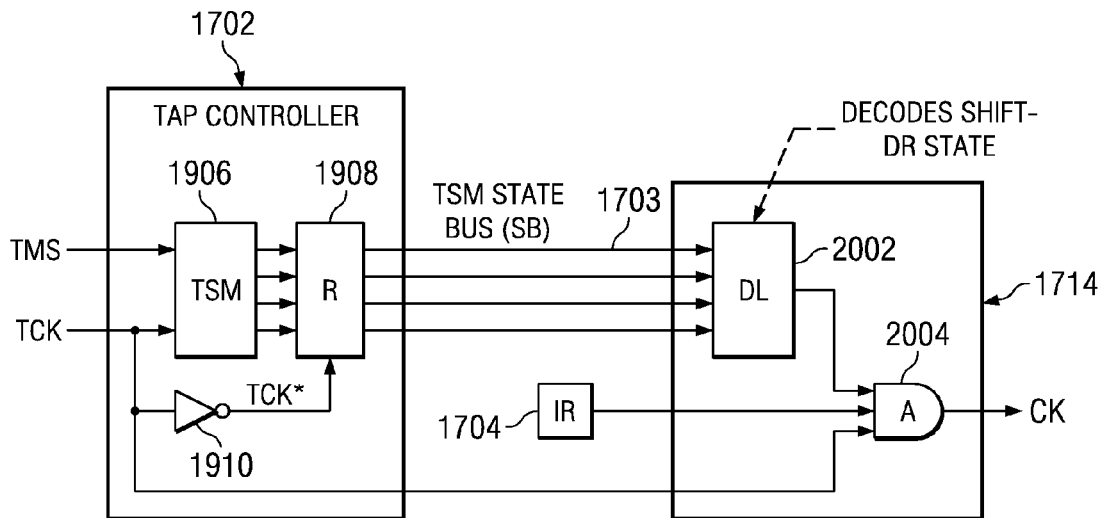 1702
TAP CONTROLLER
DECODES SHIFT-
DR STATE
1906
1908
TSM STATE
BUS (SB)
1703
TMS
TSM
R
DL
2002
1714
TCK
2004
TCK*
1704
IR
A
CK
1910